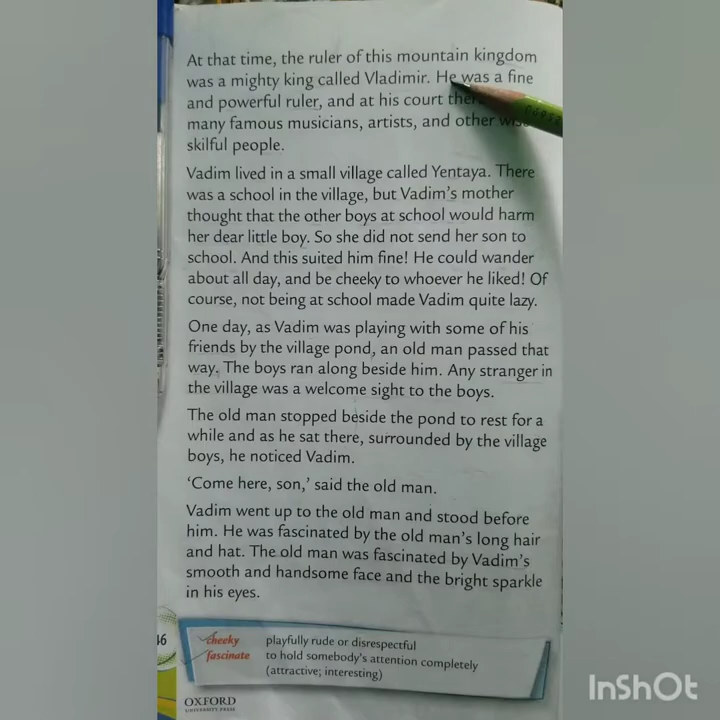 At that time, the ruler of this mountain kingdom
was a mighty king called Vladimir. He was a fine
and powerful ruler, and at his court there
many famous musicians, artists, and other
skilful people.
Vadim lived in a small village called Yentaya. There
was a school in the village, but Vadim's mother
thought that the other boys at school would harm
her dear little boy. So she did not send her son to
school. And this suited him fine! He could wander
about all day, and be cheeky to whoever he liked! Of
course, not being at school made Vadim quite lazy.
One day, as Vadim was playing with some of his
friends by the village pond, an old man passed that
way. The boys ran along beside him. Any stranger in
the village was a welcome sight to the boys.
The old man stopped beside the pond to rest for a
while and as he sat there, surrounded by the village
boys, he noticed Vadim.
'Come here, son,' said the old man.
Vadim went up to the old man and stood before
him. He was fascinated by the old man's long hair
and hat. The old man was fascinated by Vadim's
smooth and handsome face and the bright sparkle
in his eyes.
46
cheeky playfully rude or disrespectful
fascinate to hold somebody's attention completely
(attractive; interesting)
OXFORD
UNIVERSITY PRESS
InShOt